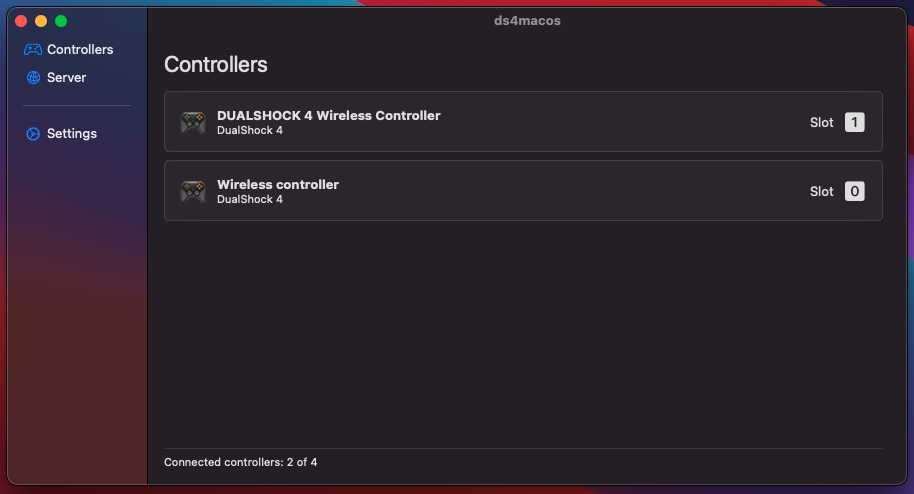 ds4macos
Controllers
Server
Settings
Controllers
DUALSHOCK 4 Wireless Controller
DualShock 4
Slot 1
Wireless controller
DualShock 4
Slot 0
Connected controllers: 2 of 4